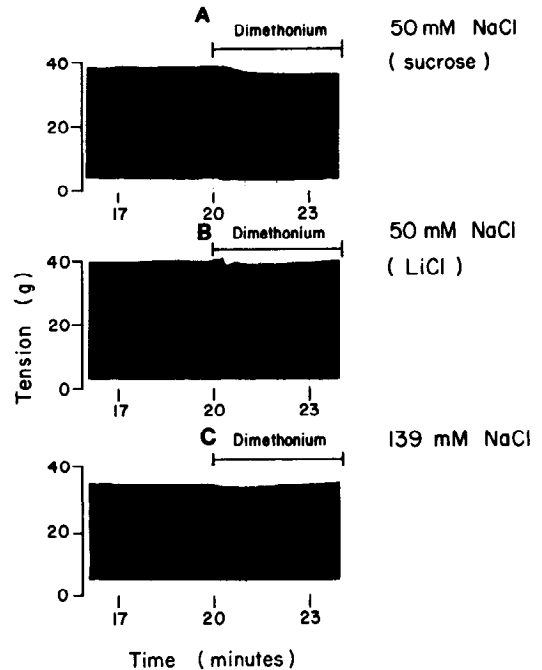 A
Dimethonium
50 mM NaCl
( sucrose )
40
20
0
17 20 23
B
Dimethonium
50 mM NaCl
( LiCl )
40
20
0
17 20 23
C
Dimethonium
139 mM NaCl
40
20
0
17 20 23
Tension (g)
Time (minutes)